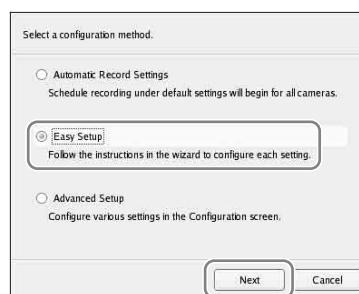 Select a configuration method.
Automatic Record Settings
Schedule recording under default settings will begin for all cameras.
Easy Setup
Follow the instructions in the wizard to configure each setting.
Advanced Setup
Configure various settings in the Configuration screen.
Next
Cancel